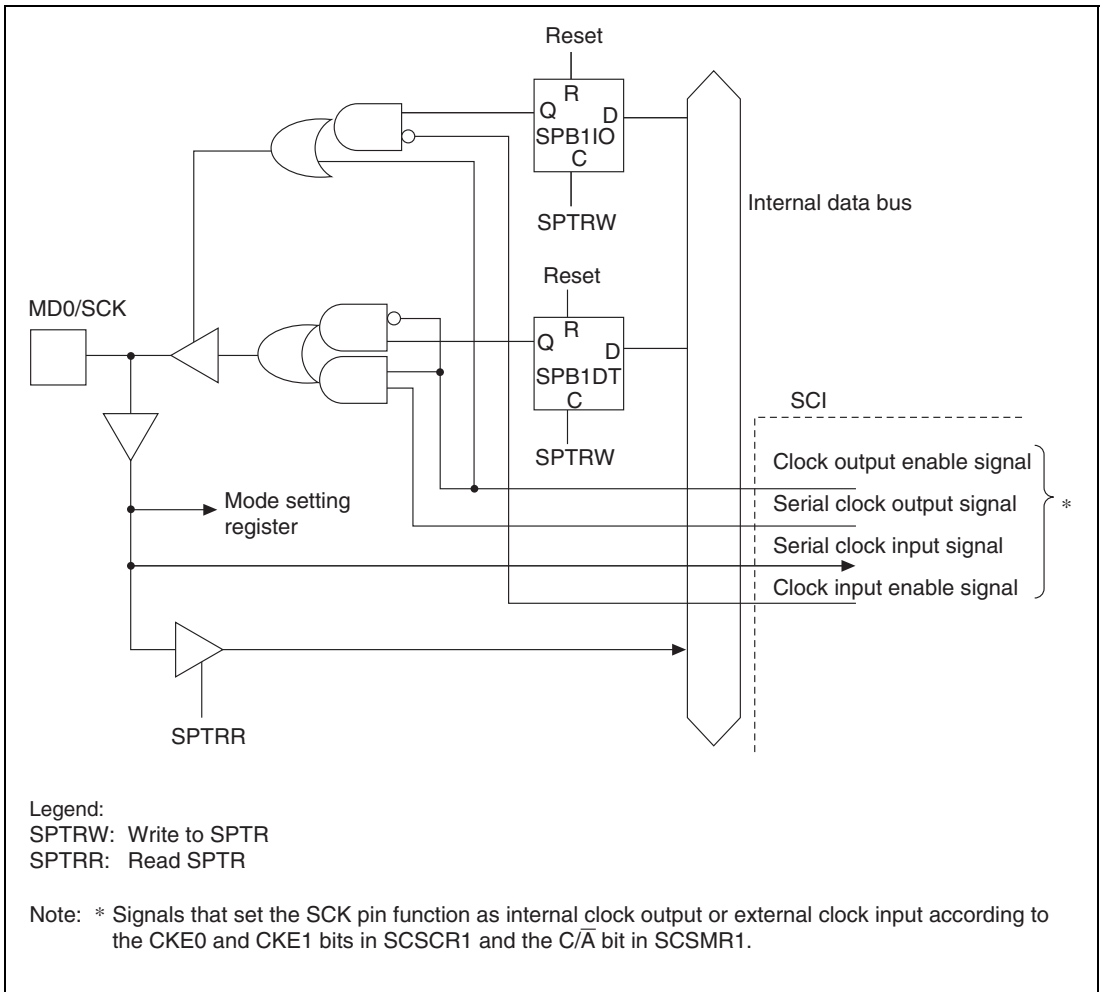 Reset
R
Q
D
SPB1IO
C
SPTRW
Internal data bus
Reset
MD0/SCK
R
Q
D
SPB1DT
C
SPTRW
SCI
Clock output enable signal
Serial clock output signal
*
Mode setting
register
Serial clock input signal
Clock input enable signal
SPTRR
Legend:
SPTRW: Write to SPTR
SPTRR: Read SPTR
Note: * Signals that set the SCK pin function as internal clock output or external clock input according to
the CKE0 and CKE1 bits in SCSCR1 and the C/A̅ bit in SCSMR1.